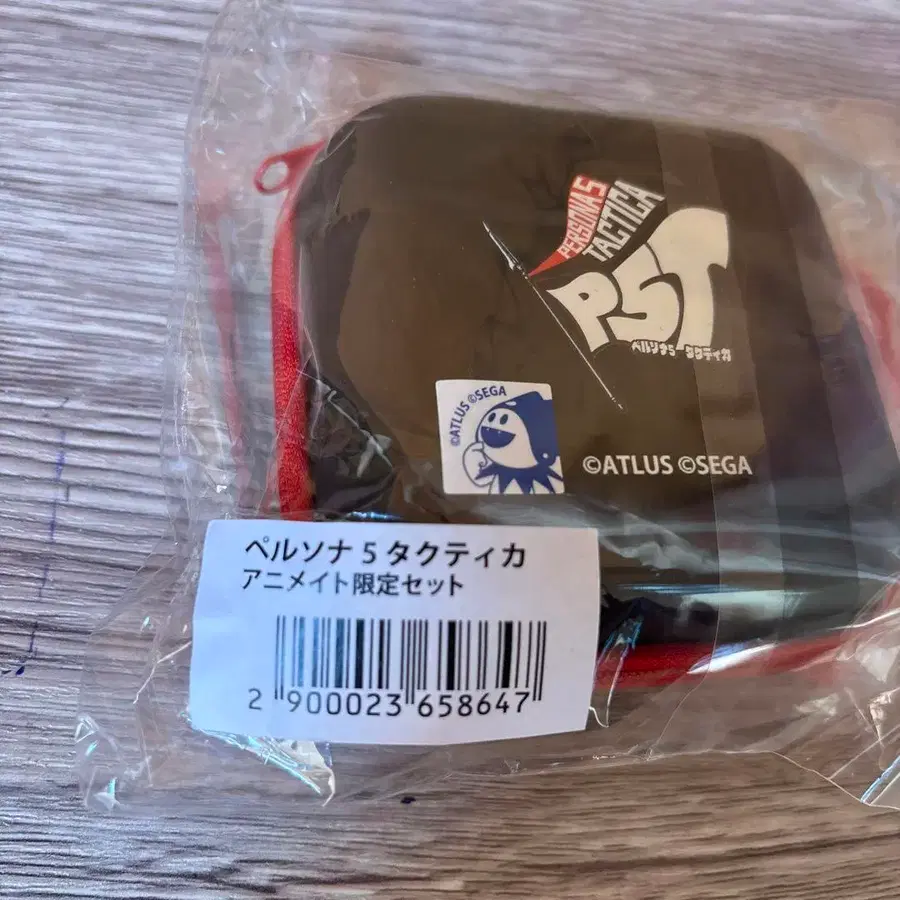 PERSONA5
TACTICA
P5T
ペルソナ5 タクティカ
©ATLUS ©SEGA
©ATLUS ©SEGA
ペルソナ5タクティカ
アニメイト限定セット
2 900023 658647